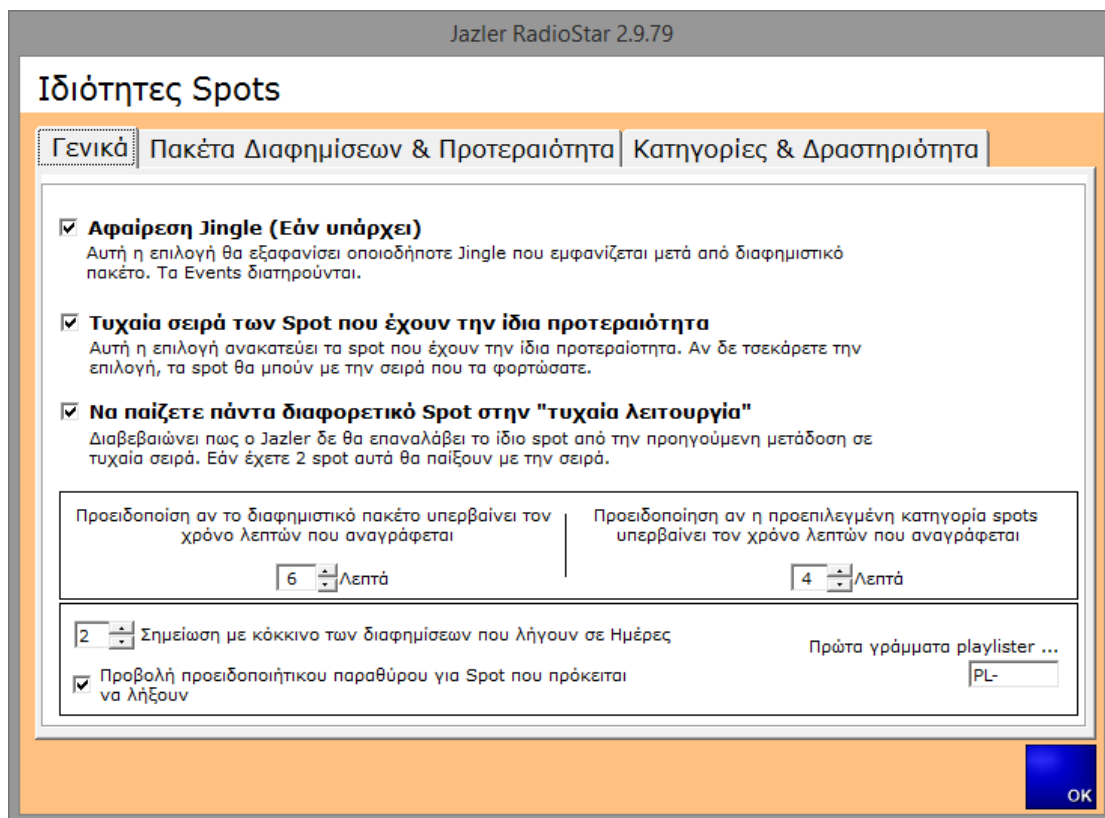 Jazler RadioStar 2.9.79
Ιδιότητες Spots
Γενικά Πακέτα Διαφημίσεων & Προτεραιότητα Κατηγορίες & Δραστηριότητα
Αφαίρεση Jingle (Εάν υπάρχει)
Αυτή η επιλογή θα εξαφανίσει οποιοδήποτε Jingle που εμφανίζεται μετά από διαφημιστικό
πακέτο. Τα Events διατηρούνται.
Τυχαία σειρά των Spot που έχουν την ίδια προτεραιότητα
Αυτή η επιλογή ανακατεύει τα spot που έχουν την ίδια προτεραίοτητα. Αν δε τσεκάρετε την
επιλογή, τα spot θα μπούν με την σειρά που τα φορτώσατε.
Να παίζετε πάντα διαφορετικό Spot στην "τυχαία λειτουργία"
Διαβεβαιώνει πως ο Jazler δε θα επαναλάβει το ίδιο spot από την προηγούμενη μετάδοση σε
τυχαία σειρά. Εάν έχετε 2 spot αυτά θα παίξουν με την σειρά.
Προειδοποίση αν το διαφημιστικό πακέτο υπερβαίνει τον
χρόνο λεπτών που αναγράφεται
6 Λεπτά
Προειδοποίηση αν η προεπιλεγμένη κατηγορία spots
υπερβαίνει τον χρόνο λεπτών που αναγράφεται
4 Λεπτά
2 Σημείωση με κόκκινο των διαφημίσεων που λήγουν σε Ημέρες
Προβολή προειδοποιήτικου παραθύρου για Spot που πρόκειται
να λήξουν
Πρώτα γράμματα playlister ...
PL-
OK